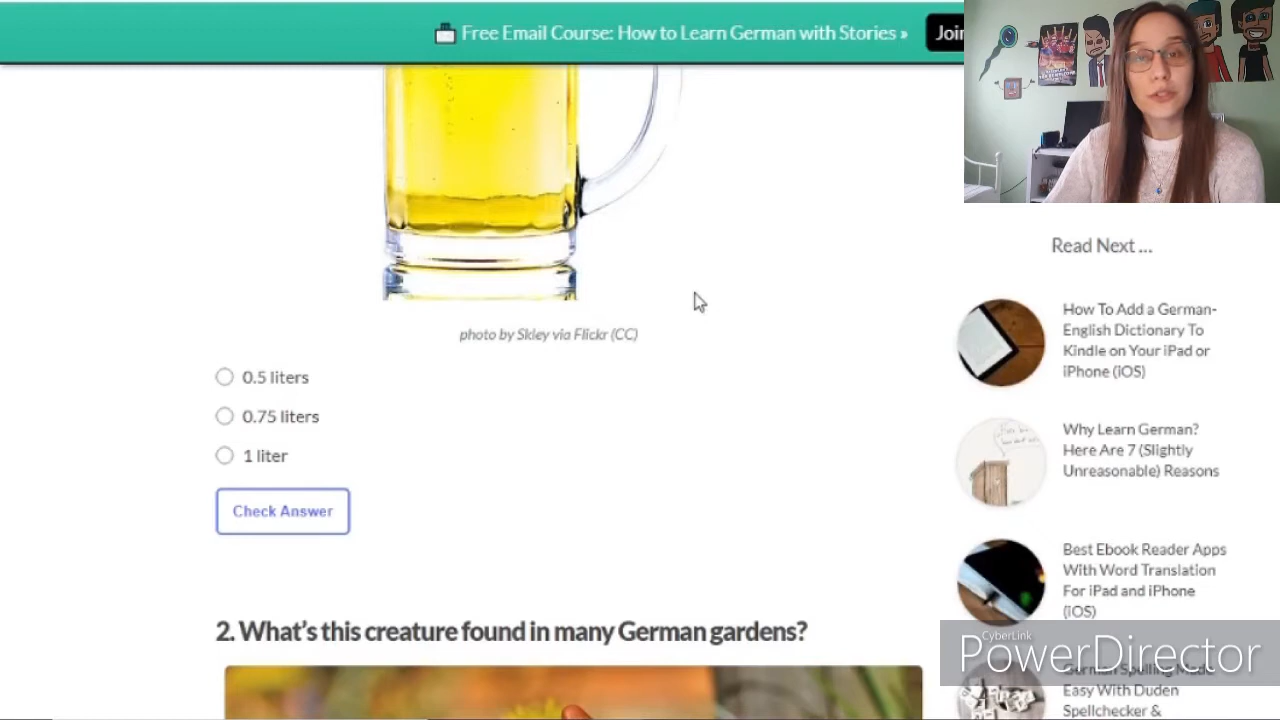 Free Email Course: How to Learn German with Stories »
photo by Skley via Flickr (CC)
0.5 liters
0.75 liters
1 liter
Check Answer
2. What's this creature found in many German gardens?
Read Next ...
How To Add a German-
English Dictionary To
Kindle on Your iPad or
iPhone (iOS)
Why Learn German?
Here Are 7 (Slightly
Unreasonable) Reasons
Best Ebook Reader Apps
With Word Translation
For iPad and iPhone
(iOS)
German Spelling Made
Easy With Duden
Spellchecker &
CyberLink
PowerDirector